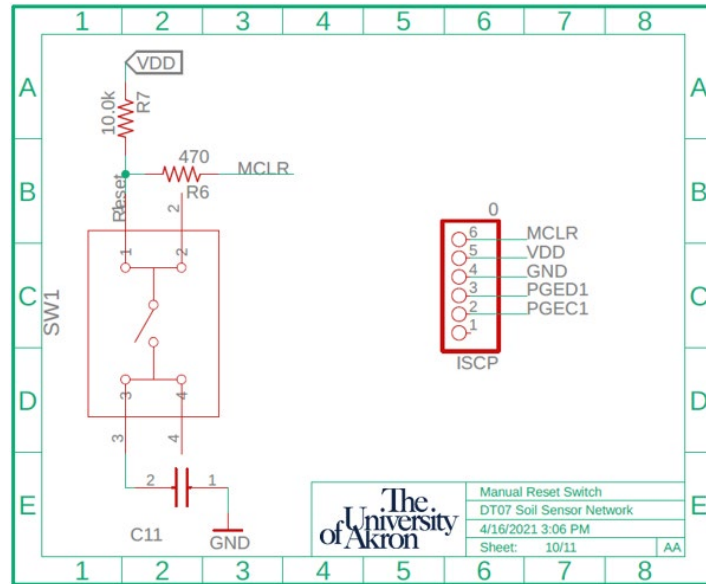 1 2 3 4 5 6 7 8
A A
VDD
10.0k
R7
470
MCLR
B B
Reset
1
R6
2
0
6 MCLR
5 VDD
4 GND
3 PGED1
2 PGEC1
1
ISCP
C C
1 2
SW1
3 4
D D
3 4
2 1
C11
GND
E E
The
University
of Akron
Manual Reset Switch
DT07 Soil Sensor Network
4/16/2021 3:06 PM
Sheet: 10/11 AA
1 2 3 4 5 6 7 8